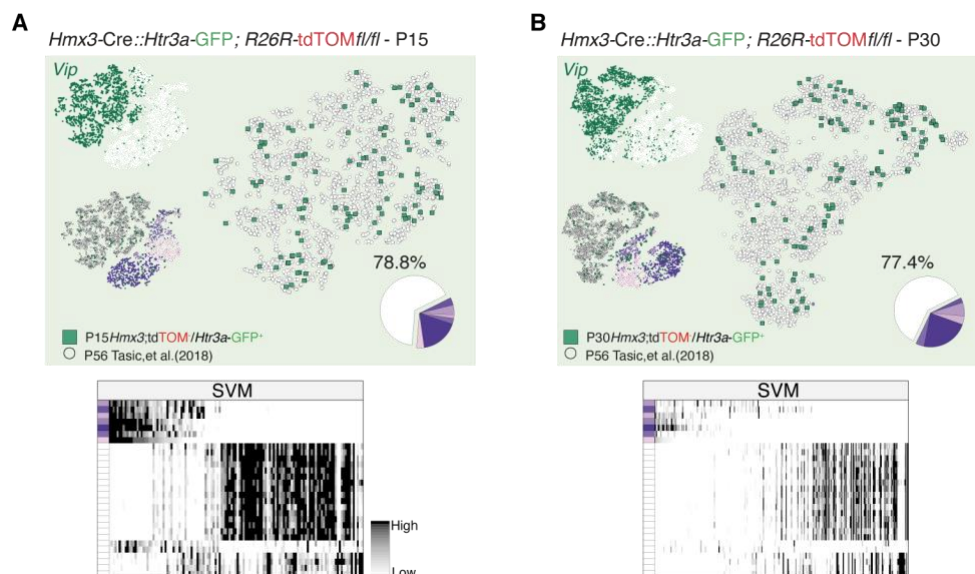 A
Hmx3-Cre::Htr3a-GFP; R26R-tdTOMfl/fl - P15
Vip
78.8%
P15Hmx3;tdTOM⁻/Htr3a-GFP⁺
P56 Tasic,et al.(2018)
SVM
High
Low
B
Hmx3-Cre::Htr3a-GFP; R26R-tdTOMfl/fl - P30
Vip
77.4%
P30Hmx3;tdTOM⁻/Htr3a-GFP⁺
P56 Tasic,et al.(2018)
SVM